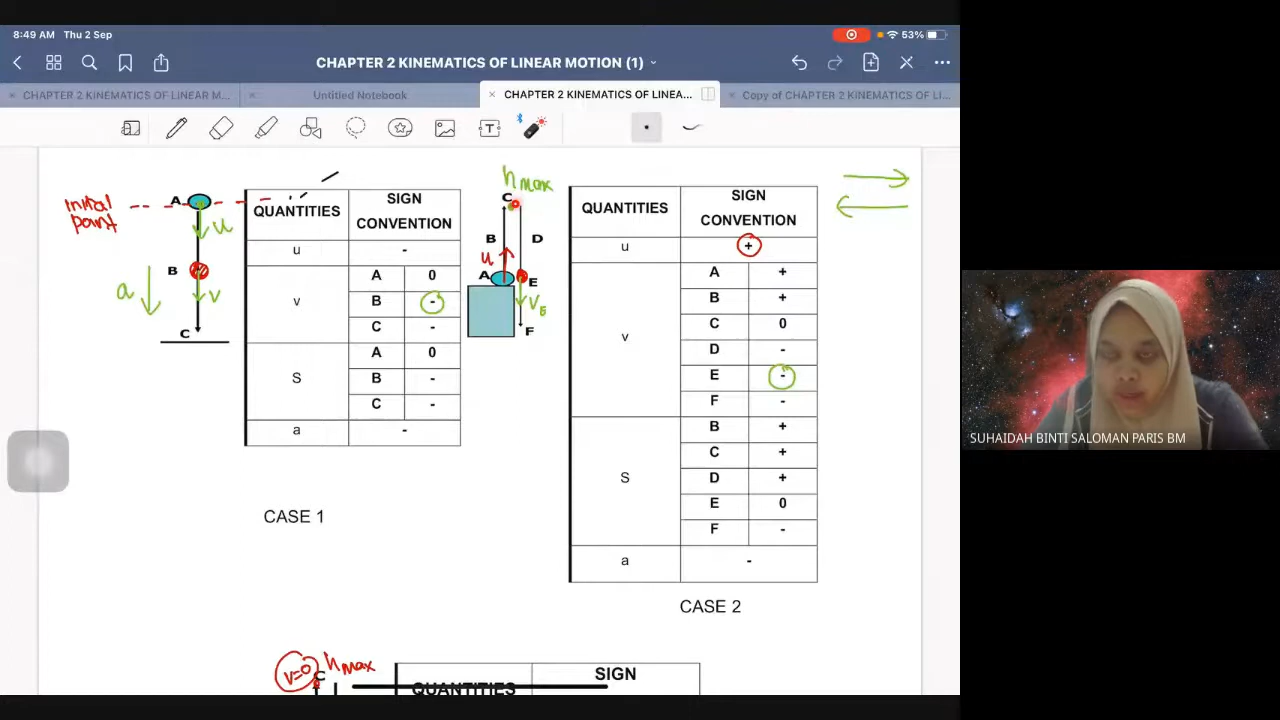 8:49 AM Thu 2 Sep
53%
CHAPTER 2 KINEMATICS OF LINEAR MOTION (1)
CHAPTER 2 KINEMATICS OF LINEAR M...
Untitled Notebook
CHAPTER 2 KINEMATICS OF LINEA...
Copy of CHAPTER 2 KINEMATICS OF LI...
initial point
A
u
B
v
a
C
QUANTITIES SIGN CONVENTION
u -
v A 0
B -
C -
S A 0
B -
C -
a -
CASE 1
hmax
C
B D
u
A E
VE
F
QUANTITIES SIGN CONVENTION
u +
v A +
B +
C 0
D -
E -
F -
S B +
C +
D +
E 0
F -
a -
CASE 2
v=0 hmax
C
QUANTITIES SIGN
SUHAIDAH BINTI SALOMAN PARIS BM